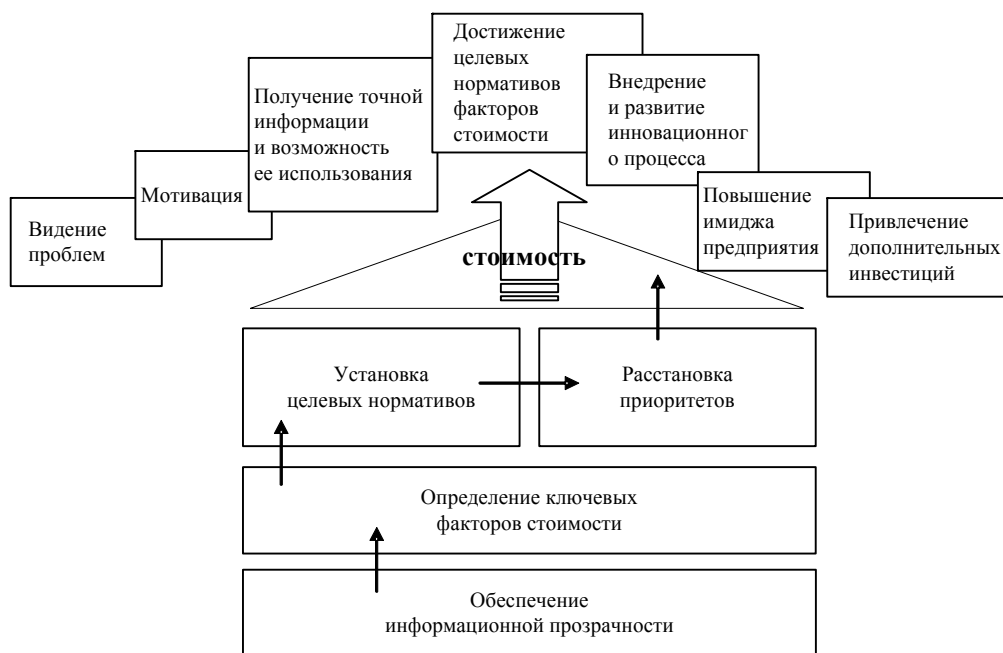 Видение
проблем
Мотивация
Получение точной
информации
и возможность
ее использования
Достижение
целевых
нормативов
факторов
стоимости
Внедрение
и развитие
инновационног
о процесса
Повышение
имиджа
предприятия
Привлечение
дополнительных
инвестиций
стоимость
Установка
целевых нормативов
Расстановка
приоритетов
Определение ключевых
факторов стоимости
Обеспечение
информационной прозрачности